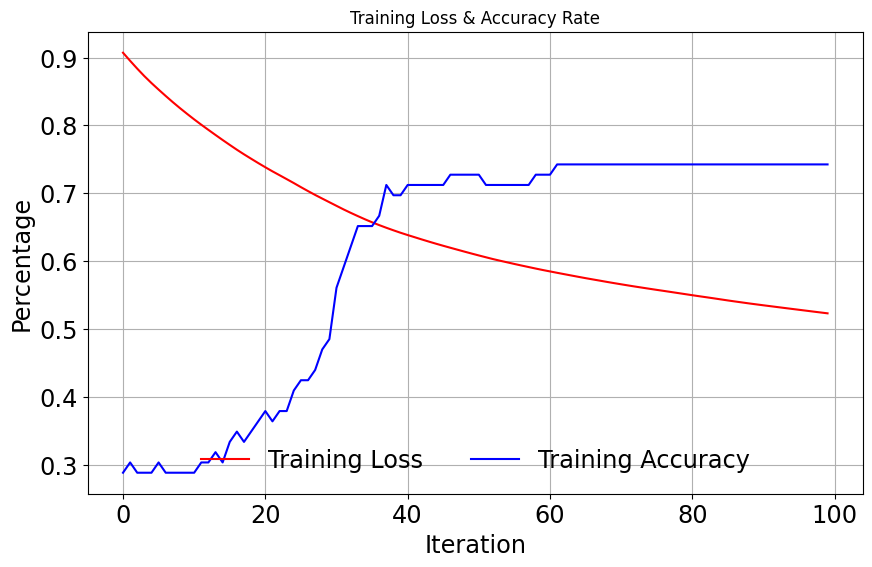 Training Loss & Accuracy Rate
Percentage
0.9
0.8
0.7
0.6
0.5
0.4
0.3
Training Loss
Training Accuracy
0 20 40 60 80 100
Iteration